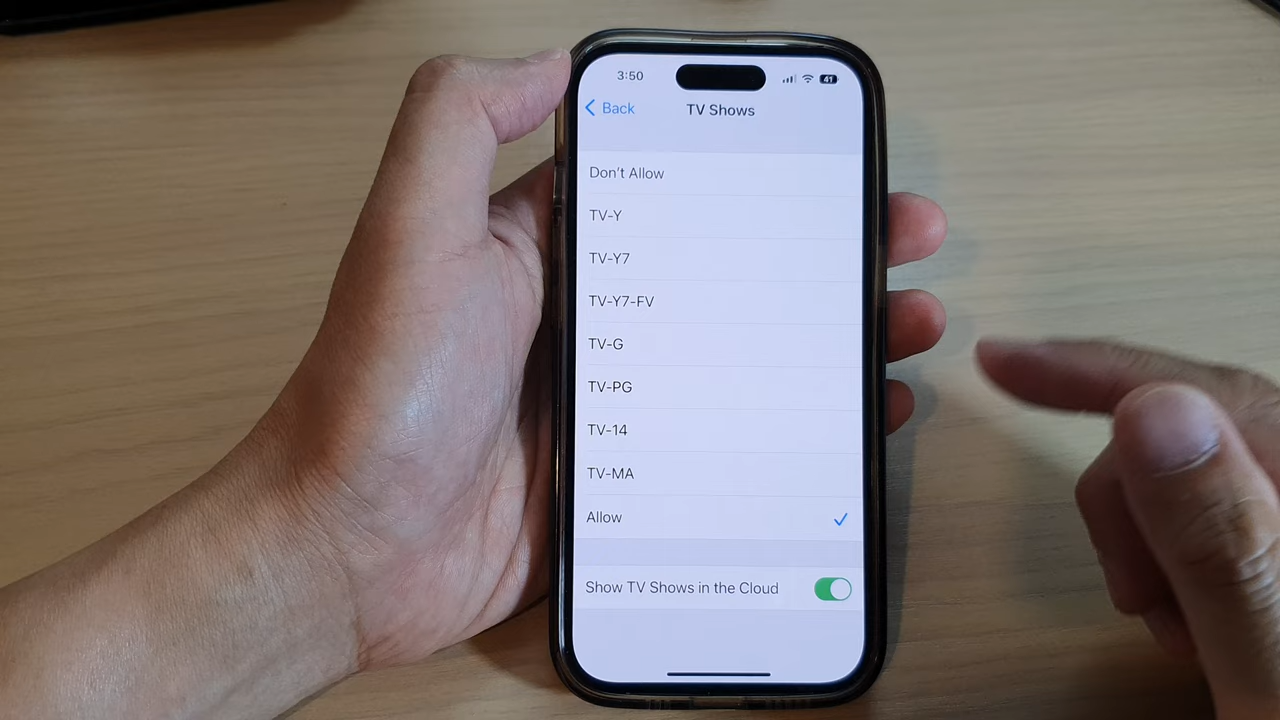 3:50
41
Back
TV Shows
Don't Allow
TV-Y
TV-Y7
TV-Y7-FV
TV-G
TV-PG
TV-14
TV-MA
Allow
Show TV Shows in the Cloud